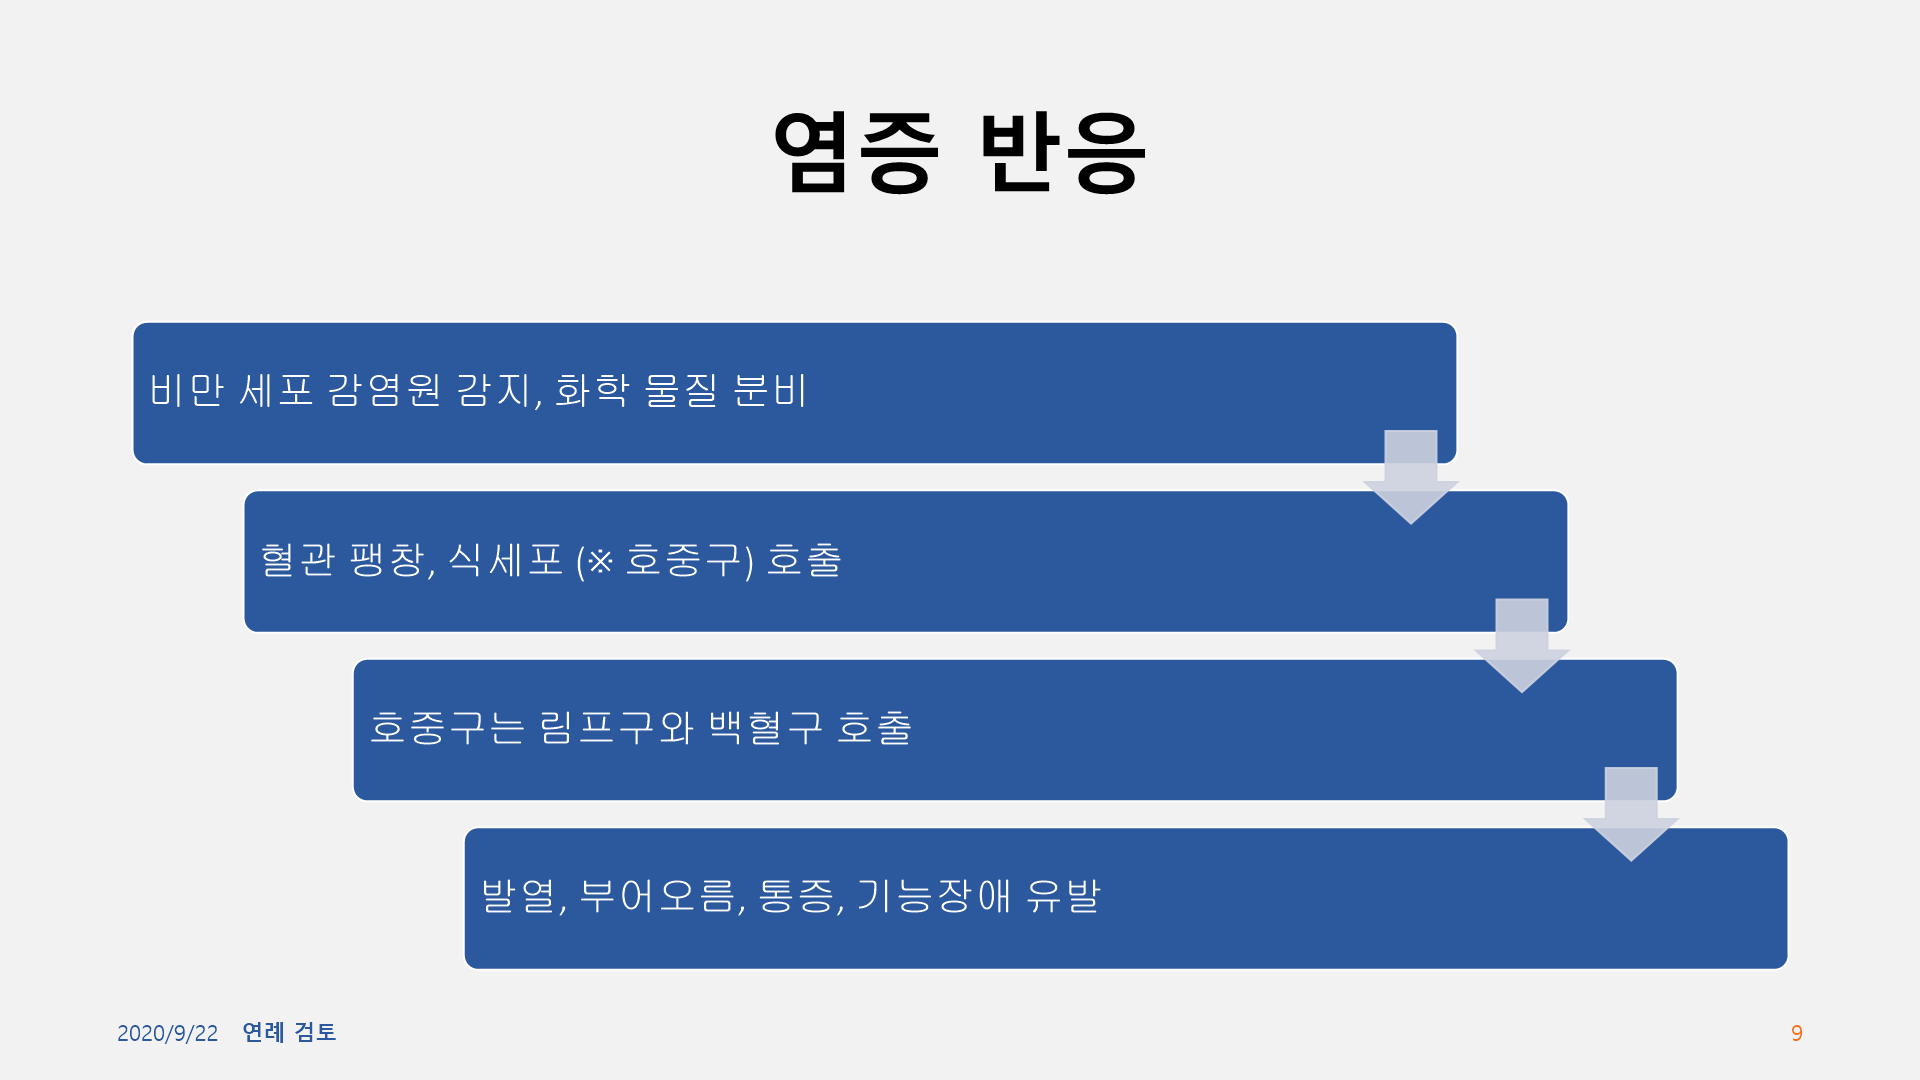 염증 반응
비만 세포 감염원 감지, 화학 물질 분비
혈관 팽창, 식세포 (※ 호중구) 호출
호중구는 림프구와 백혈구 호출
발열, 부어오름, 통증, 기능장애 유발
2020/9/22 연례 검토
9